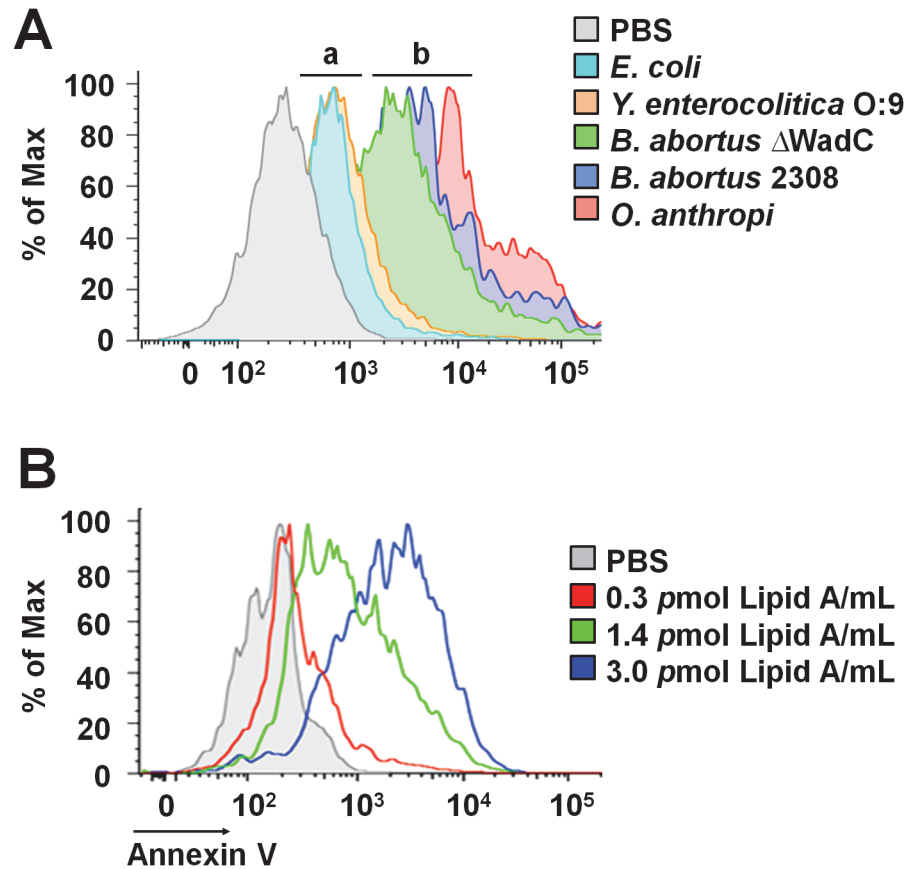 A
a b
% of Max
100
80
60
40
20
0
0 10² 10³ 10⁴ 10⁵
PBS
E. coli
Y. enterocolitica O:9
B. abortus ΔWadC
B. abortus 2308
O. anthropi
B
% of Max
100
80
60
40
20
0
0 10² 10³ 10⁴ 10⁵
Annexin V
PBS
0.3 pmol Lipid A/mL
1.4 pmol Lipid A/mL
3.0 pmol Lipid A/mL